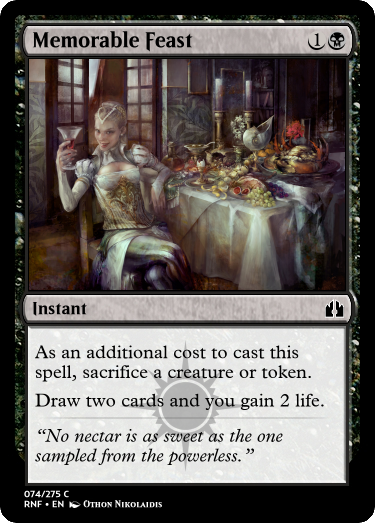 Memorable Feast 1
Instant
As an additional cost to cast this
spell, sacrifice a creature or token.
Draw two cards and you gain 2 life.
“No nectar is as sweet as the one
sampled from the powerless.”
074/275 C
RNF • EN Othon Nikolaidis